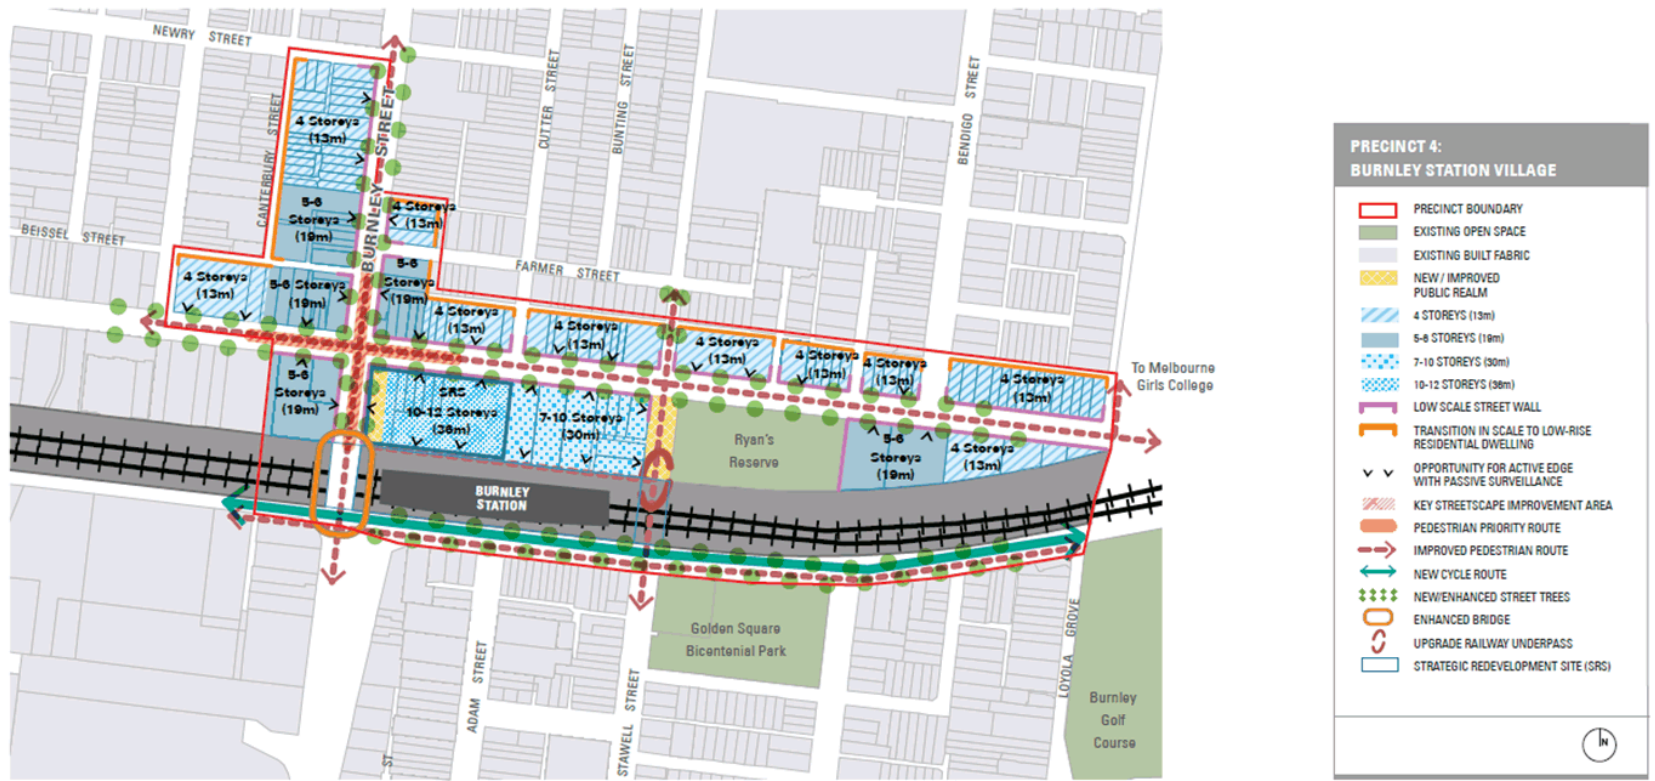 NEWRY STREET
CANTERBURY STREET
BURNLEY STREET
CUTTER STREET
BUNTING STREET
BENDIGO STREET
4 Storeys
(13m)
5-6
Storeys
(19m)
4 Storeys
(13m)
BEISSEL STREET
FARMER STREET
4 Storeys
(13m)
5-6 Storeys
(19m)
5-6
Storeys
(19m)
4 Storeys
(13m)
4 Storeys
(13m)
4 Storeys
(13m)
4 Storeys
(13m)
4 Storeys
(13m)
4 Storeys
(13m)
To Melbourne
Girls College
5-6
Storeys
(19m)
SRS
10-12 Storeys
(36m)
7-10 Storeys
(30m)
Ryan's
Reserve
5-6
Storeys
(19m)
4 Storeys
(13m)
BURNLEY
STATION
Golden Square
Bicentennial Park
ST
ADAM STREET
STAWELL STREET
LOYOLA GROVE
Burnley
Golf
Course
PRECINCT 4:
BURNLEY STATION VILLAGE
PRECINCT BOUNDARY
EXISTING OPEN SPACE
EXISTING BUILT FABRIC
NEW / IMPROVED
PUBLIC REALM
4 STOREYS (13m)
5-6 STOREYS (19m)
7-10 STOREYS (30m)
10-12 STOREYS (36m)
LOW SCALE STREET WALL
TRANSITION IN SCALE TO LOW-RISE
RESIDENTIAL DWELLING
OPPORTUNITY FOR ACTIVE EDGE
WITH PASSIVE SURVEILLANCE
KEY STREETSCAPE IMPROVEMENT AREA
PEDESTRIAN PRIORITY ROUTE
IMPROVED PEDESTRIAN ROUTE
NEW CYCLE ROUTE
NEW/ENHANCED STREET TREES
ENHANCED BRIDGE
UPGRADE RAILWAY UNDERPASS
STRATEGIC REDEVELOPMENT SITE (SRS)
N